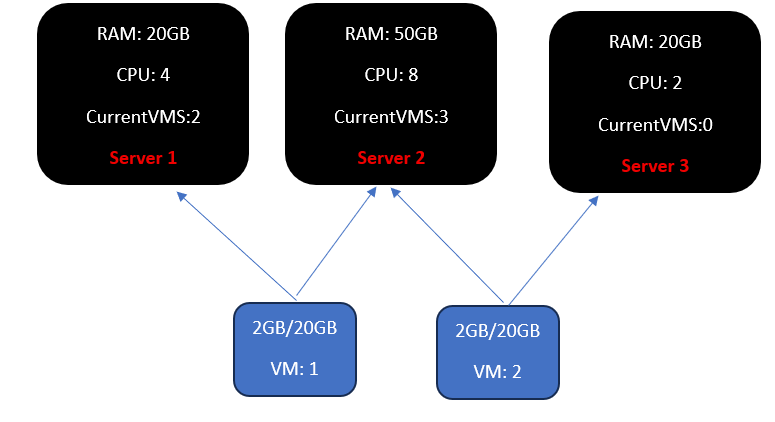 RAM: 20GB
CPU: 4
CurrentVMS:2
Server 1
RAM: 50GB
CPU: 8
CurrentVMS:3
Server 2
RAM: 20GB
CPU: 2
CurrentVMS:0
Server 3
2GB/20GB
VM: 1
2GB/20GB
VM: 2